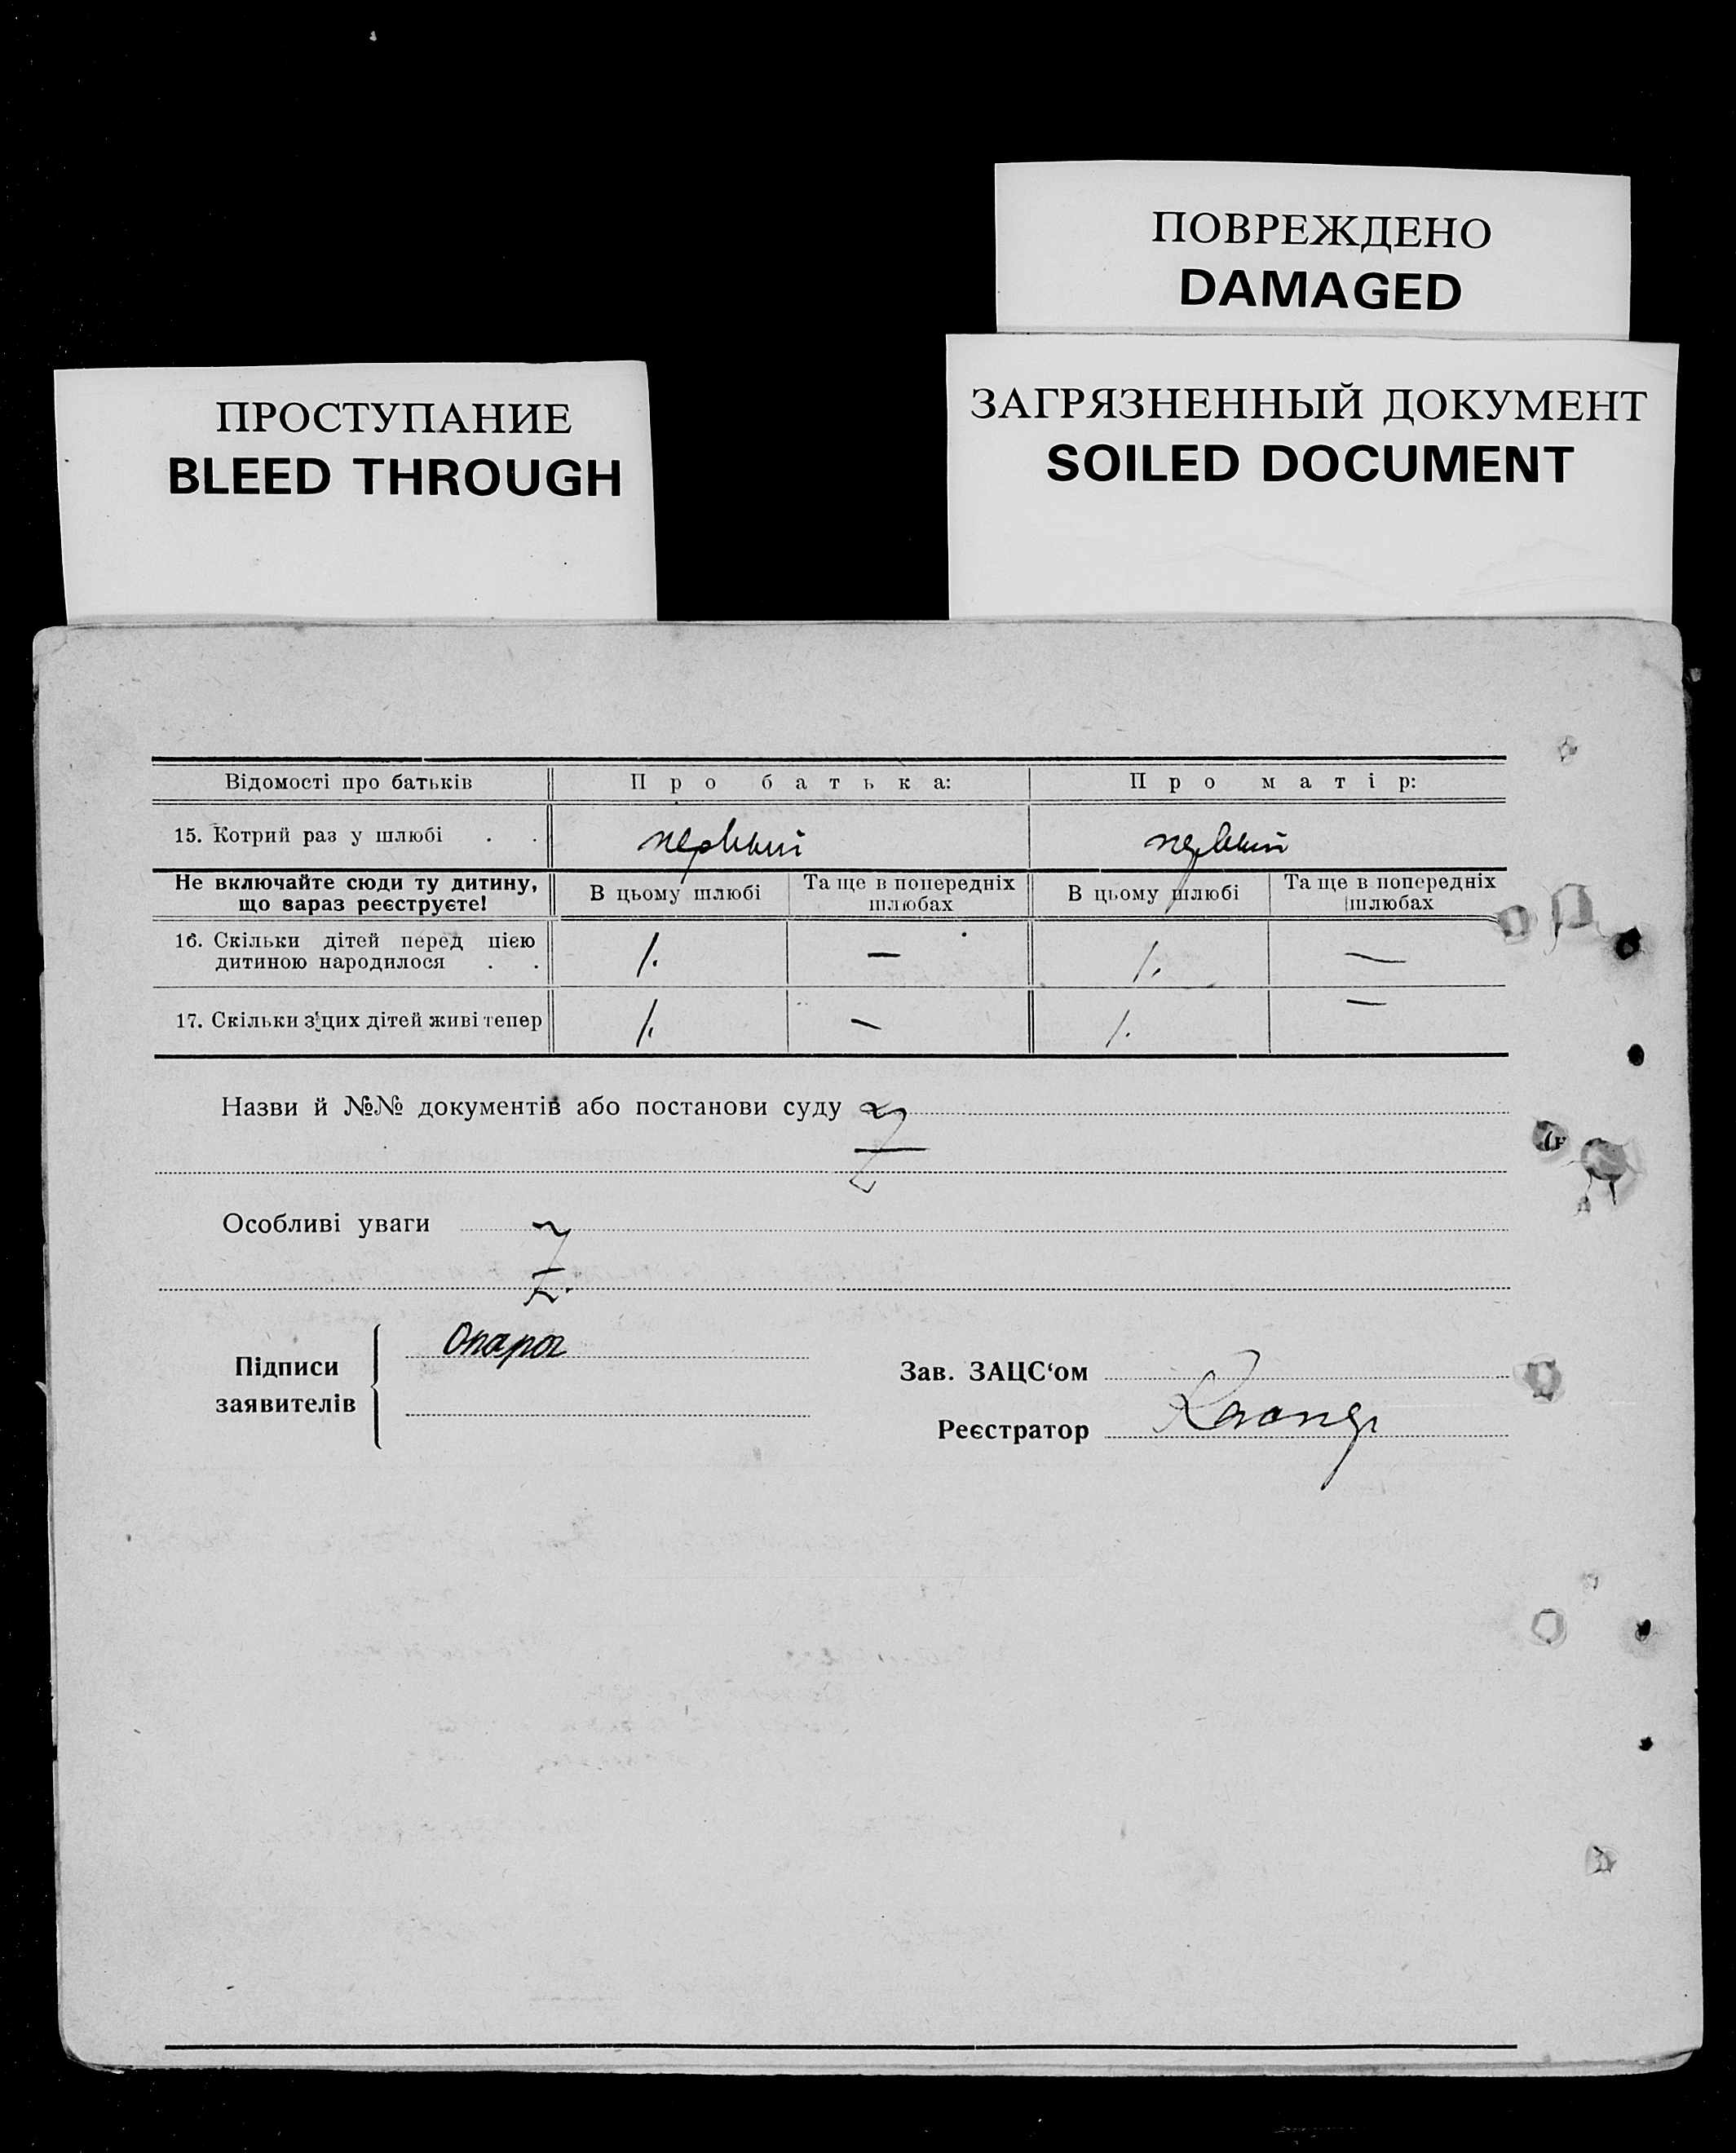 ПОВРЕЖДЕНО
DAMAGED
ПРОСТУПАНИЕ
BLEED THROUGH
ЗАГРЯЗНЕННЫЙ ДОКУМЕНТ
SOILED DOCUMENT
Відомості про батьків Про батька: Про матір:
15. Котрий раз у шлюбі . . первий первий
Не включайте сюди ту дитину, що зараз реєструєте! В цьому шлюбі Та ще в попередніх шлюбах В цьому шлюбі Та ще в попередніх шлюбах
16. Скільки дітей перед цією
дитиною народилося . . 1. — 1. —
17. Скільки з цих дітей живі тепер 1. — 1. —
Назви й №№ документів або постанови суду
Особливі уваги
Підписи
заявителів
Зав. ЗАЦС‘ом
Реєстратор